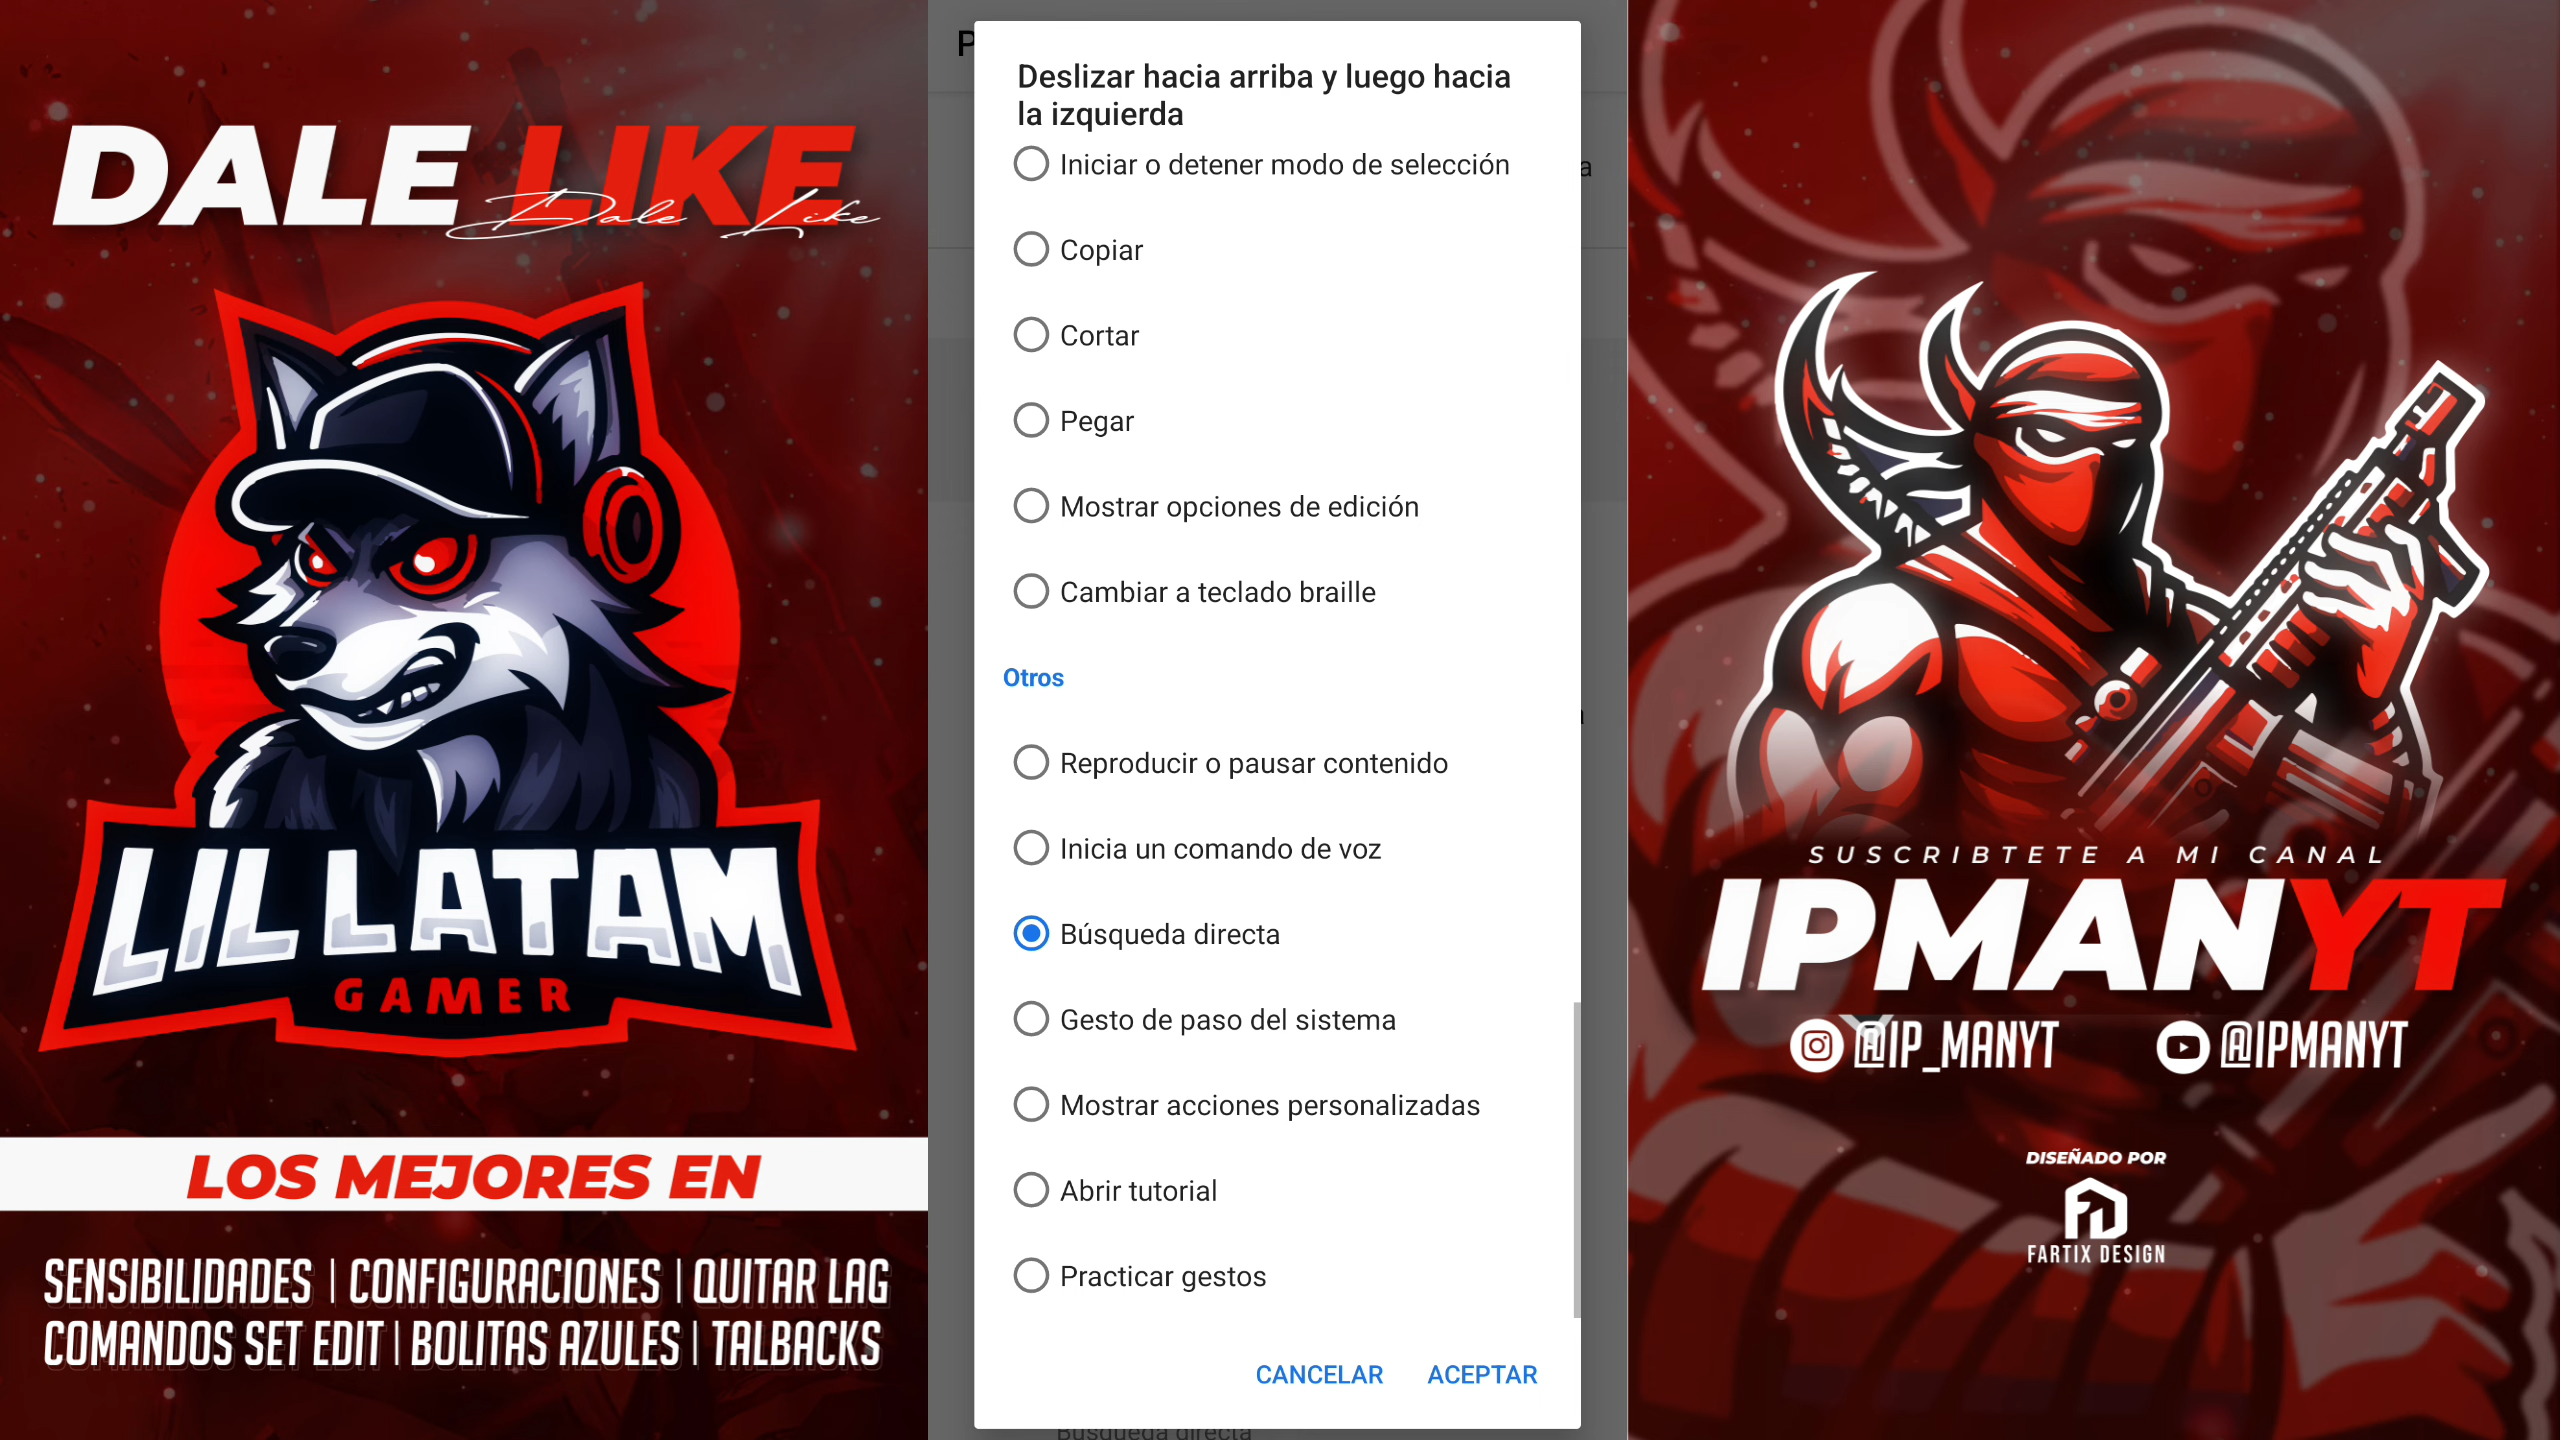 DALE LIKE
Dale Like
LIL LATAM
GAMER
LOS MEJORES EN
SENSIBILIDADES | CONFIGURACIONES | QUITAR LAG
COMANDOS SET EDIT | BOLITAS AZULES | TALBACKS
P
a
Deslizar hacia arriba y luego hacia
la izquierda
Iniciar o detener modo de selección
Copiar
Cortar
Pegar
Mostrar opciones de edición
Cambiar a teclado braille
Otros
Reproducir o pausar contenido
Inicia un comando de voz
Búsqueda directa
Gesto de paso del sistema
Mostrar acciones personalizadas
Abrir tutorial
Practicar gestos
CANCELAR ACEPTAR
Búsqueda directa
SUSCRIBTETE A MI CANAL
IPMANYT
@IP_MANYT @IPMANYT
DISEÑADO POR
FARTIX DESIGN